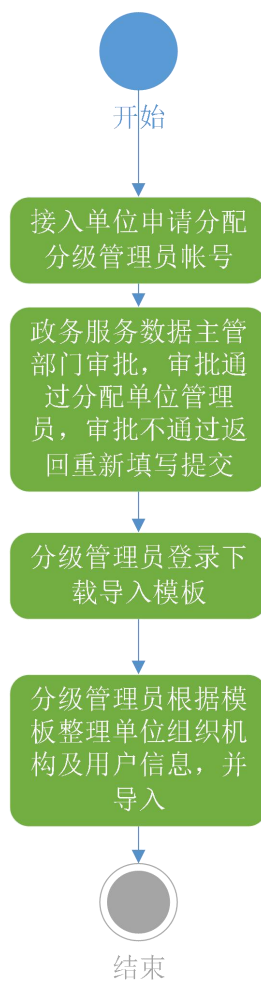 开始
接入单位申请分配
分级管理员帐号
政务服务数据主管
部门审批，审批通
过分配单位管理
员，审批不通过返
回重新填写提交
分级管理员登录下
载导入模板
分级管理员根据模
板整理单位组织机
构及用户信息，并
导入
结束